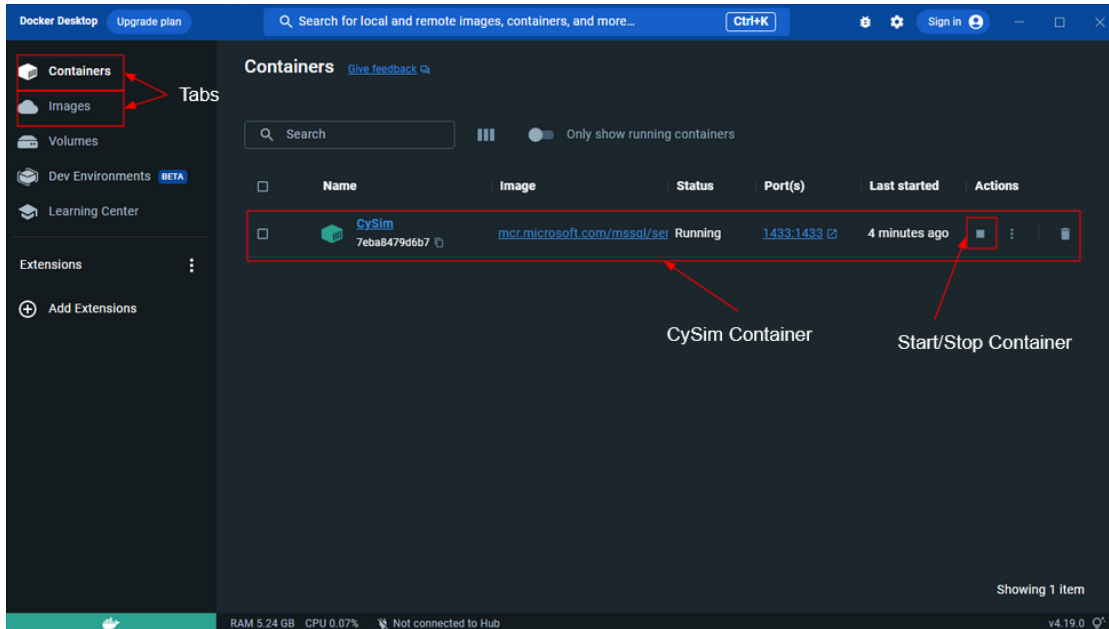 Docker Desktop Upgrade plan Search for local and remote images, containers, and more... Ctrl+K Sign in
Containers
Images
Volumes
Dev Environments BETA
Learning Center
Extensions
Add Extensions
Tabs
Containers Give feedback
Search Only show running containers
Name Image Status Port(s) Last started Actions
CySim
7eba8479d6b7 mcr.microsoft.com/mssql/ser Running 1433:1433 4 minutes ago
CySim Container
Start/Stop Container
Showing 1 item
RAM 5.24 GB CPU 0.07% Not connected to Hub v4.19.0